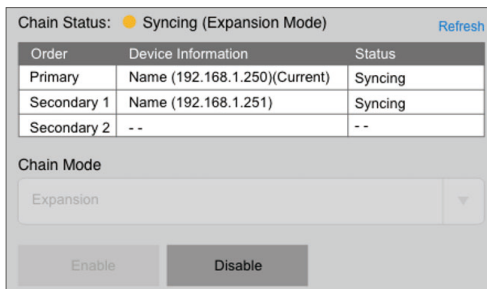 Chain Status: Syncing (Expansion Mode) Refresh
Order Device Information Status
Primary Name (192.168.1.250)(Current) Syncing
Secondary 1 Name (192.168.1.251) Syncing
Secondary 2 -- --
Chain Mode
Expansion
Enable Disable